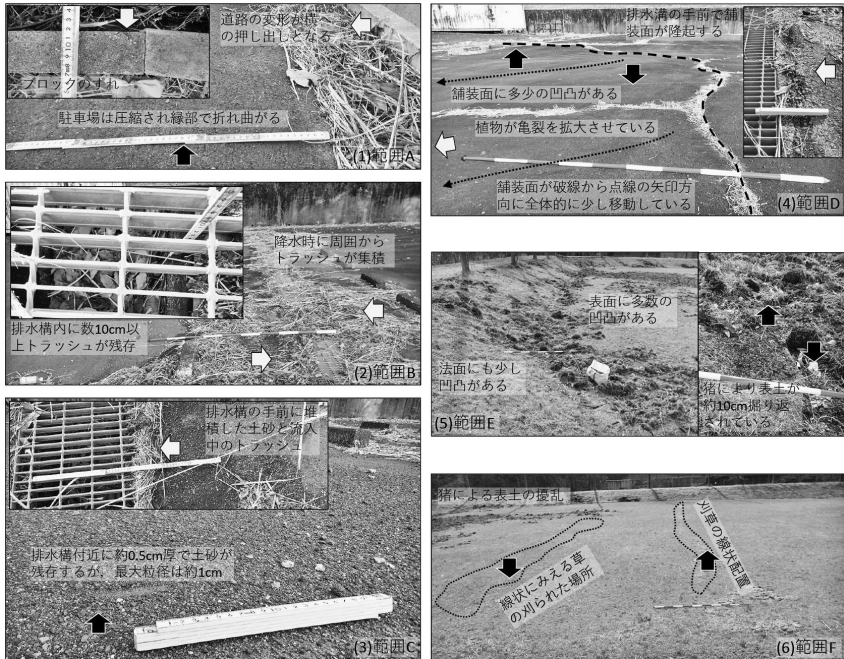 道路の変形が横
の押し出しとなる
ブロックのずれ
駐車場は圧縮され縁部で折れ曲がる
(1)範囲A
降水時に周囲から
トラッシュが集積
排水構内に数10cm以
上トラッシュが残存
(2)範囲B
排水構の手前に堆
積した土砂と流入
中のトラッシュ
排水構付近に約0.5cm厚で土砂が
残存するが，最大粒径は約1cm
(3)範囲C
排水溝の手前で舗
装面が隆起する
舗装面に多少の凹凸がある
植物が亀裂を拡大させている
舗装面が破線から点線の矢印方
向に全体的に少し移動している
(4)範囲D
表面に多数の
凹凸がある
法面にも少し
凹凸がある
猪により表土が
約10cm掘り返
されている
(5)範囲E
猪による表土の擾乱
線状にみえる草
の刈られた場所
刈草の線状配置
(6)範囲F